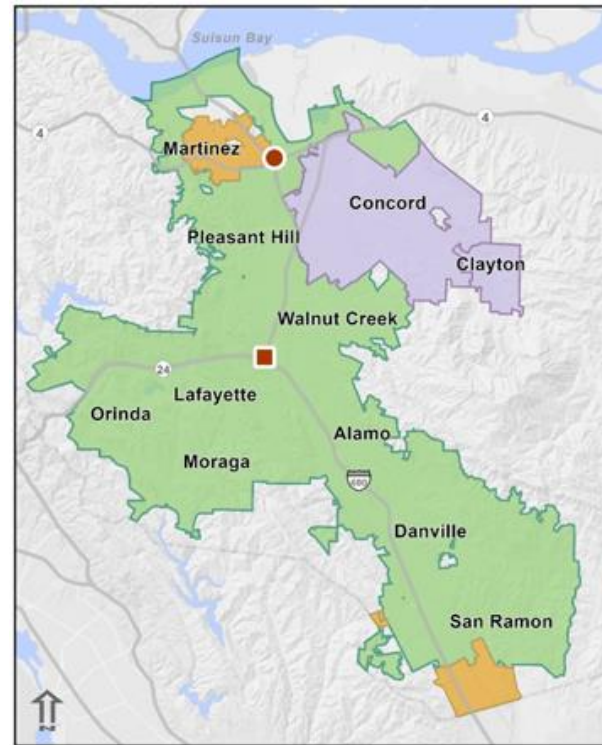 Suisun Bay
4
4
Martinez
Concord
Pleasant Hill
Clayton
Walnut Creek
24
Lafayette
Orinda
Alamo
Moraga
680
Danville
San Ramon